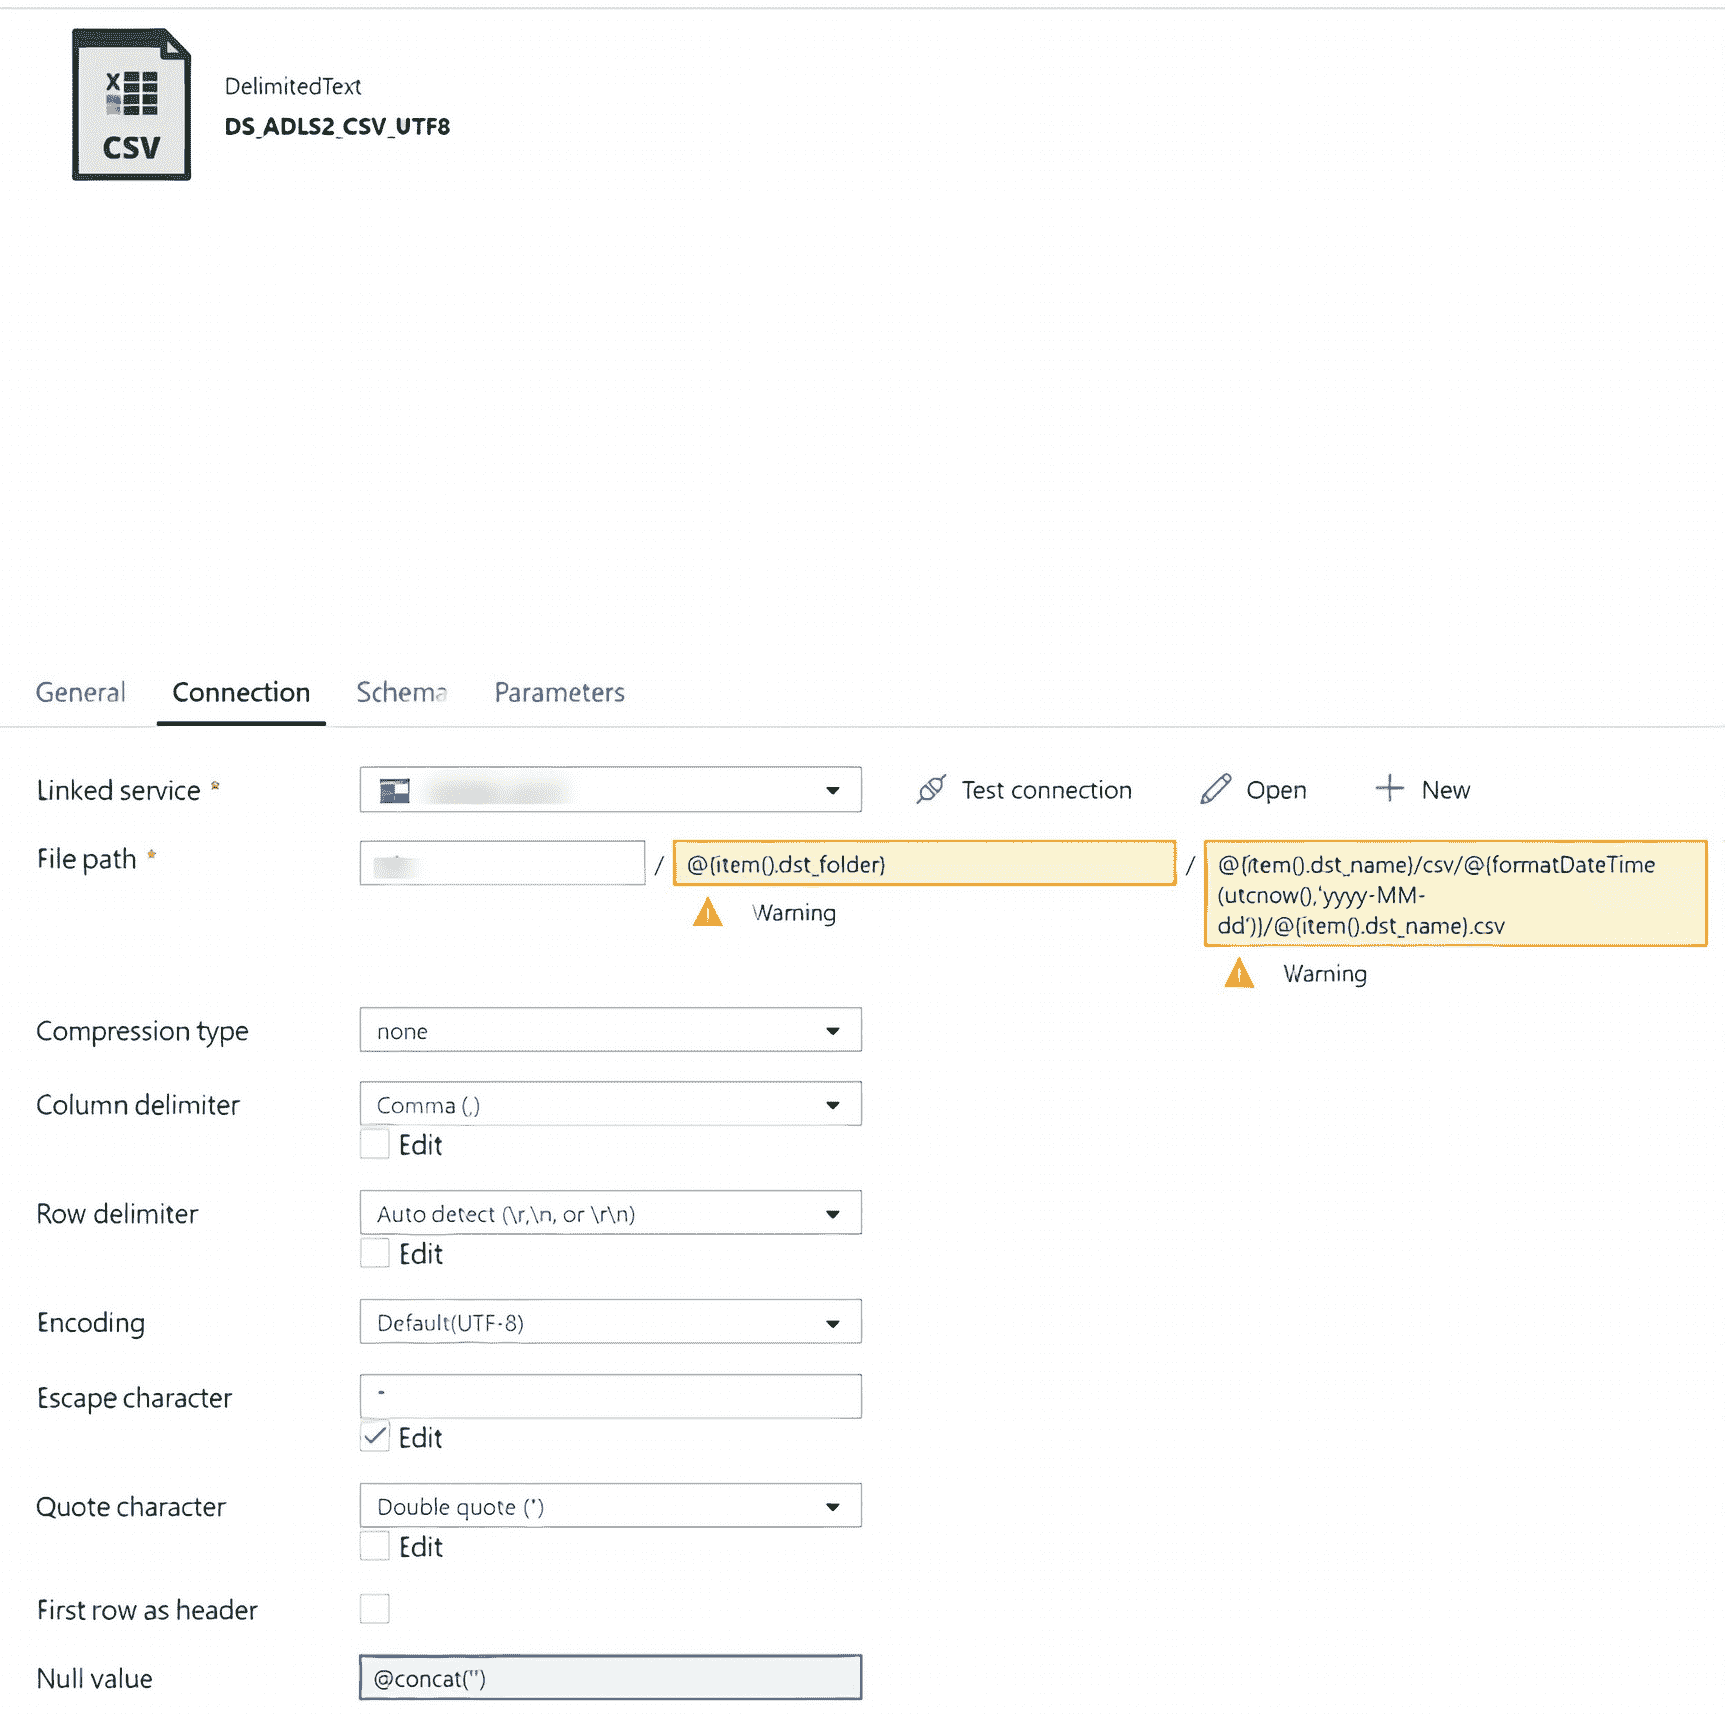 X
CSV
DelimitedText
DS_ADLS2_CSV_UTF8
General Connection Schema Parameters
Linked service * Test connection Open New
File path * / @{item().dst_folder} / @{item().dst_name}/csv/@{formatDateTime
(utcnow(),'yyyy-MM-
dd')}/@{item().dst_name}.csv
Warning
Warning
Compression type none
Column delimiter Comma (,)
Edit
Row delimiter Auto detect (\r,\n, or \r\n)
Edit
Encoding Default(UTF-8)
Escape character
Edit
Quote character Double quote (")
Edit
First row as header
Null value @concat('')